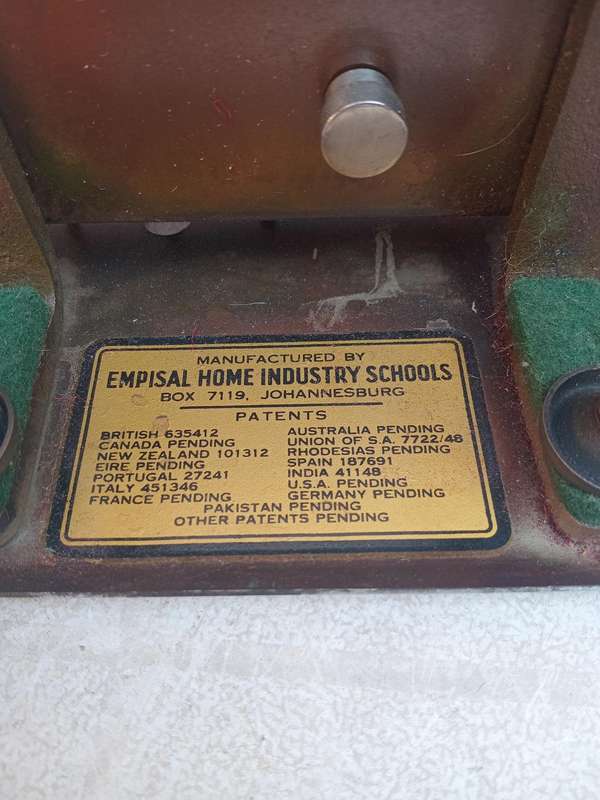 MANUFACTURED BY
EMPISAL HOME INDUSTRY SCHOOLS
BOX 7119, JOHANNESBURG
PATENTS
BRITISH 635412
CANADA PENDING
NEW ZEALAND 101312
EIRE PENDING
PORTUGAL 27241
ITALY 451346
FRANCE PENDING
AUSTRALIA PENDING
UNION OF S.A. 7722/48
RHODESIAS PENDING
SPAIN 187691
INDIA 41148
U.S.A. PENDING
GERMANY PENDING
PAKISTAN PENDING
OTHER PATENTS PENDING